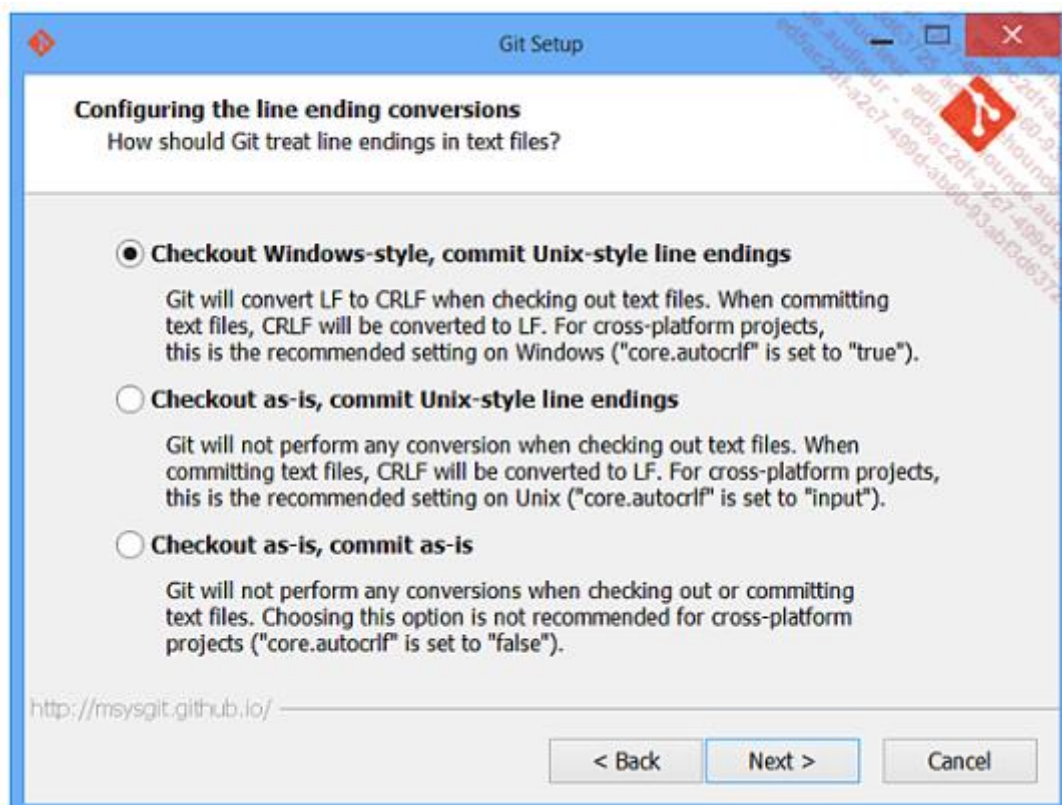 Git Setup
Configuring the line ending conversions
How should Git treat line endings in text files?
Checkout Windows-style, commit Unix-style line endings
Git will convert LF to CRLF when checking out text files. When committing
text files, CRLF will be converted to LF. For cross-platform projects,
this is the recommended setting on Windows ("core.autocrlf" is set to "true").
Checkout as-is, commit Unix-style line endings
Git will not perform any conversion when checking out text files. When
committing text files, CRLF will be converted to LF. For cross-platform projects,
this is the recommended setting on Unix ("core.autocrlf" is set to "input").
Checkout as-is, commit as-is
Git will not perform any conversions when checking out or committing
text files. Choosing this option is not recommended for cross-platform
projects ("core.autocrlf" is set to "false").
http://msysgit.github.io/
< Back
Next >
Cancel